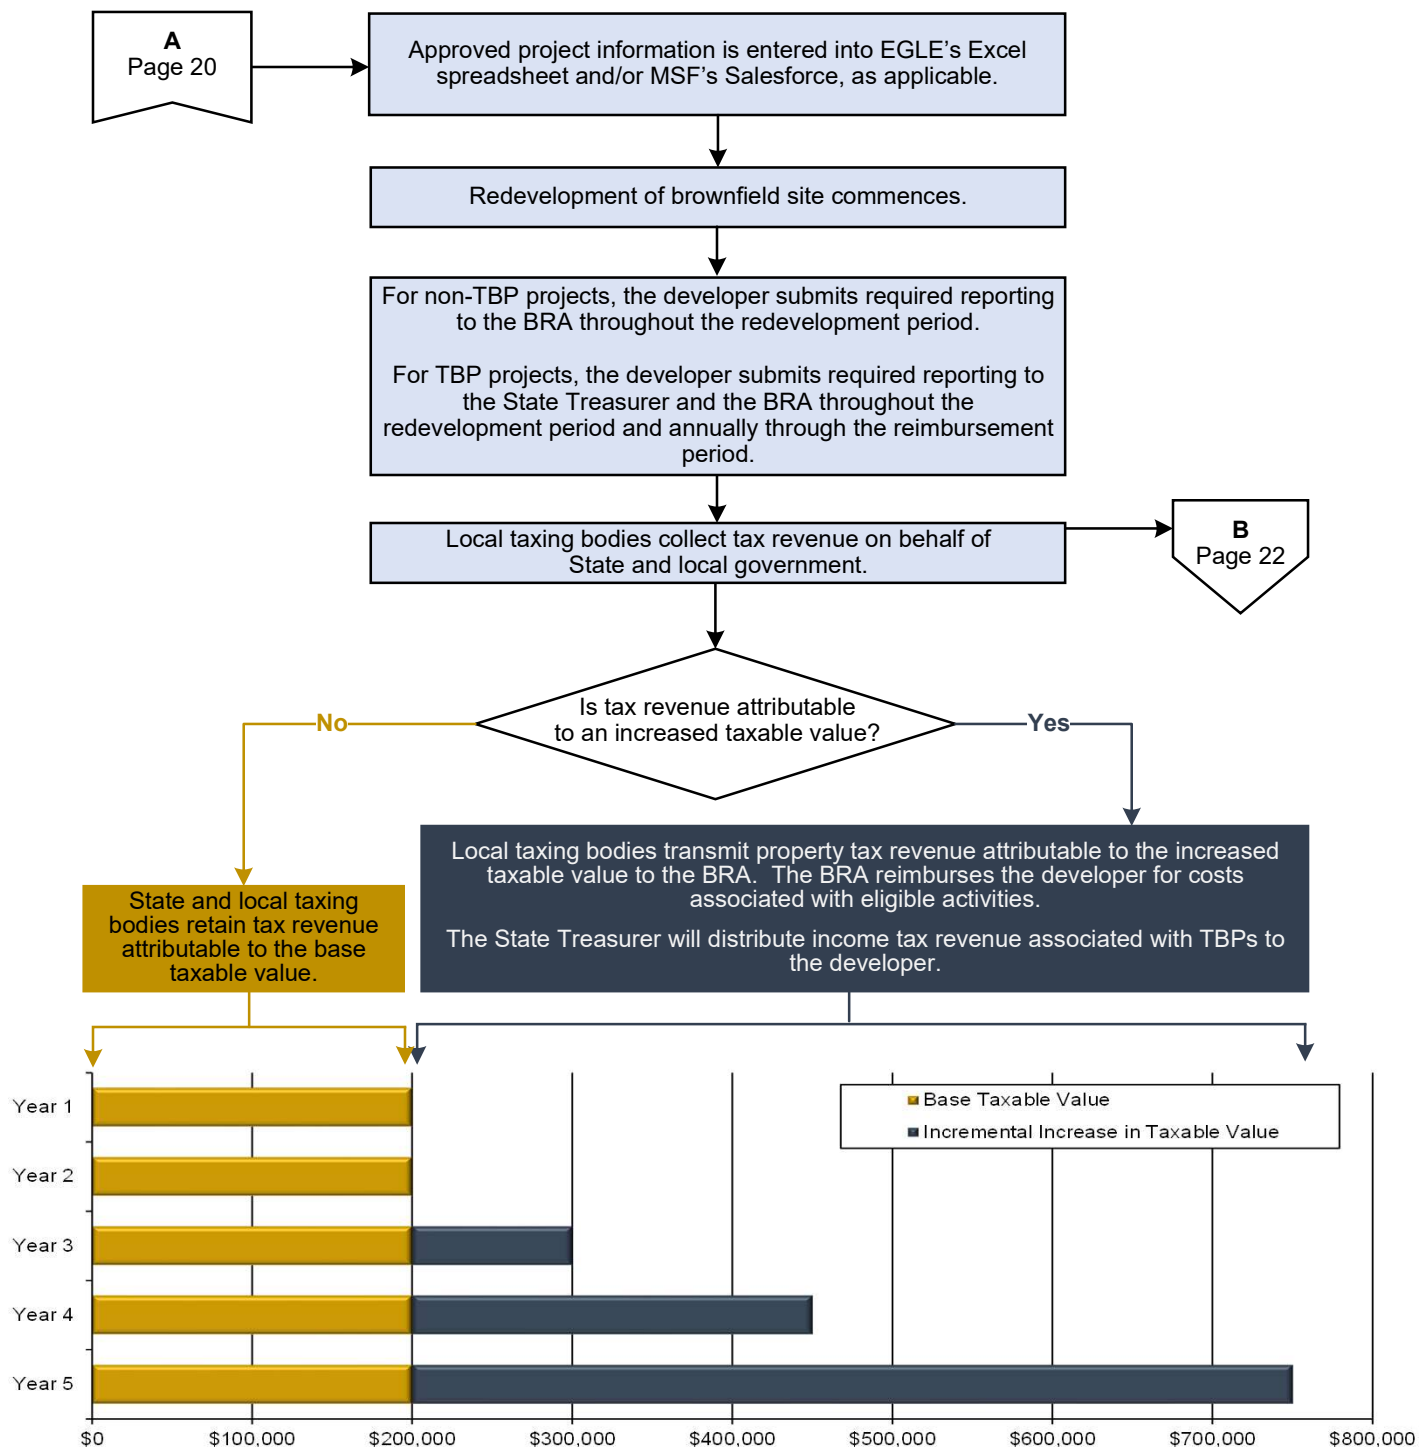 A
Page 20
Approved project information is entered into EGLE's Excel
spreadsheet and/or MSF's Salesforce, as applicable.
Redevelopment of brownfield site commences.
For non-TBP projects, the developer submits required reporting
to the BRA throughout the redevelopment period.
For TBP projects, the developer submits required reporting to
the State Treasurer and the BRA throughout the
redevelopment period and annually through the reimbursement
period.
Local taxing bodies collect tax revenue on behalf of
State and local government.
B
Page 22
Is tax revenue attributable
to an increased taxable value?
No
Yes
State and local taxing
bodies retain tax revenue
attributable to the base
taxable value.
Local taxing bodies transmit property tax revenue attributable to the increased
taxable value to the BRA.  The BRA reimburses the developer for costs
associated with eligible activities.
The State Treasurer will distribute income tax revenue associated with TBPs to
the developer.
Base Taxable Value
Incremental Increase in Taxable Value
Year 1
Year 2
Year 3
Year 4
Year 5
$0 $100,000 $200,000 $300,000 $400,000 $500,000 $600,000 $700,000 $800,000